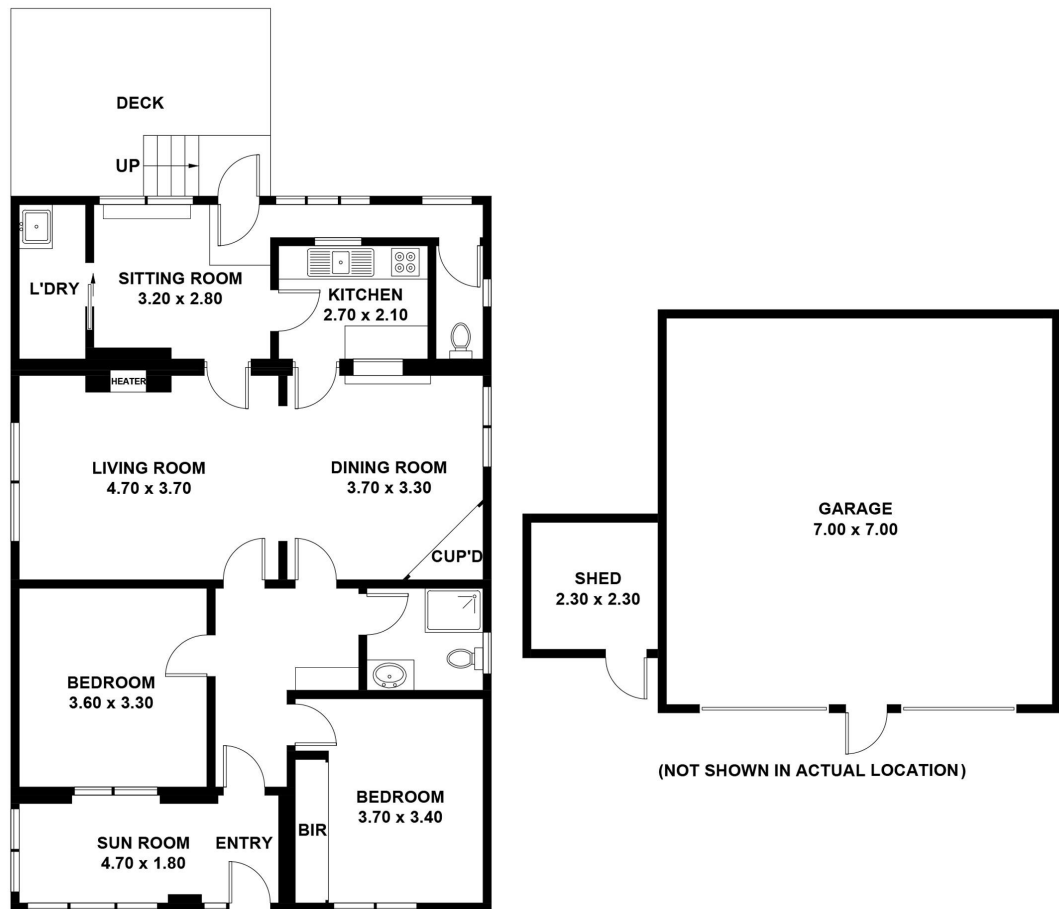 DECK
UP
L'DRY
SITTING ROOM
3.20 x 2.80
KITCHEN
2.70 x 2.10
HEATER
LIVING ROOM
4.70 x 3.70
DINING ROOM
3.70 x 3.30
CUP'D
BEDROOM
3.60 x 3.30
BEDROOM
3.70 x 3.40
BIR
SUN ROOM
4.70 x 1.80
ENTRY
GARAGE
7.00 x 7.00
SHED
2.30 x 2.30
(NOT SHOWN IN ACTUAL LOCATION)